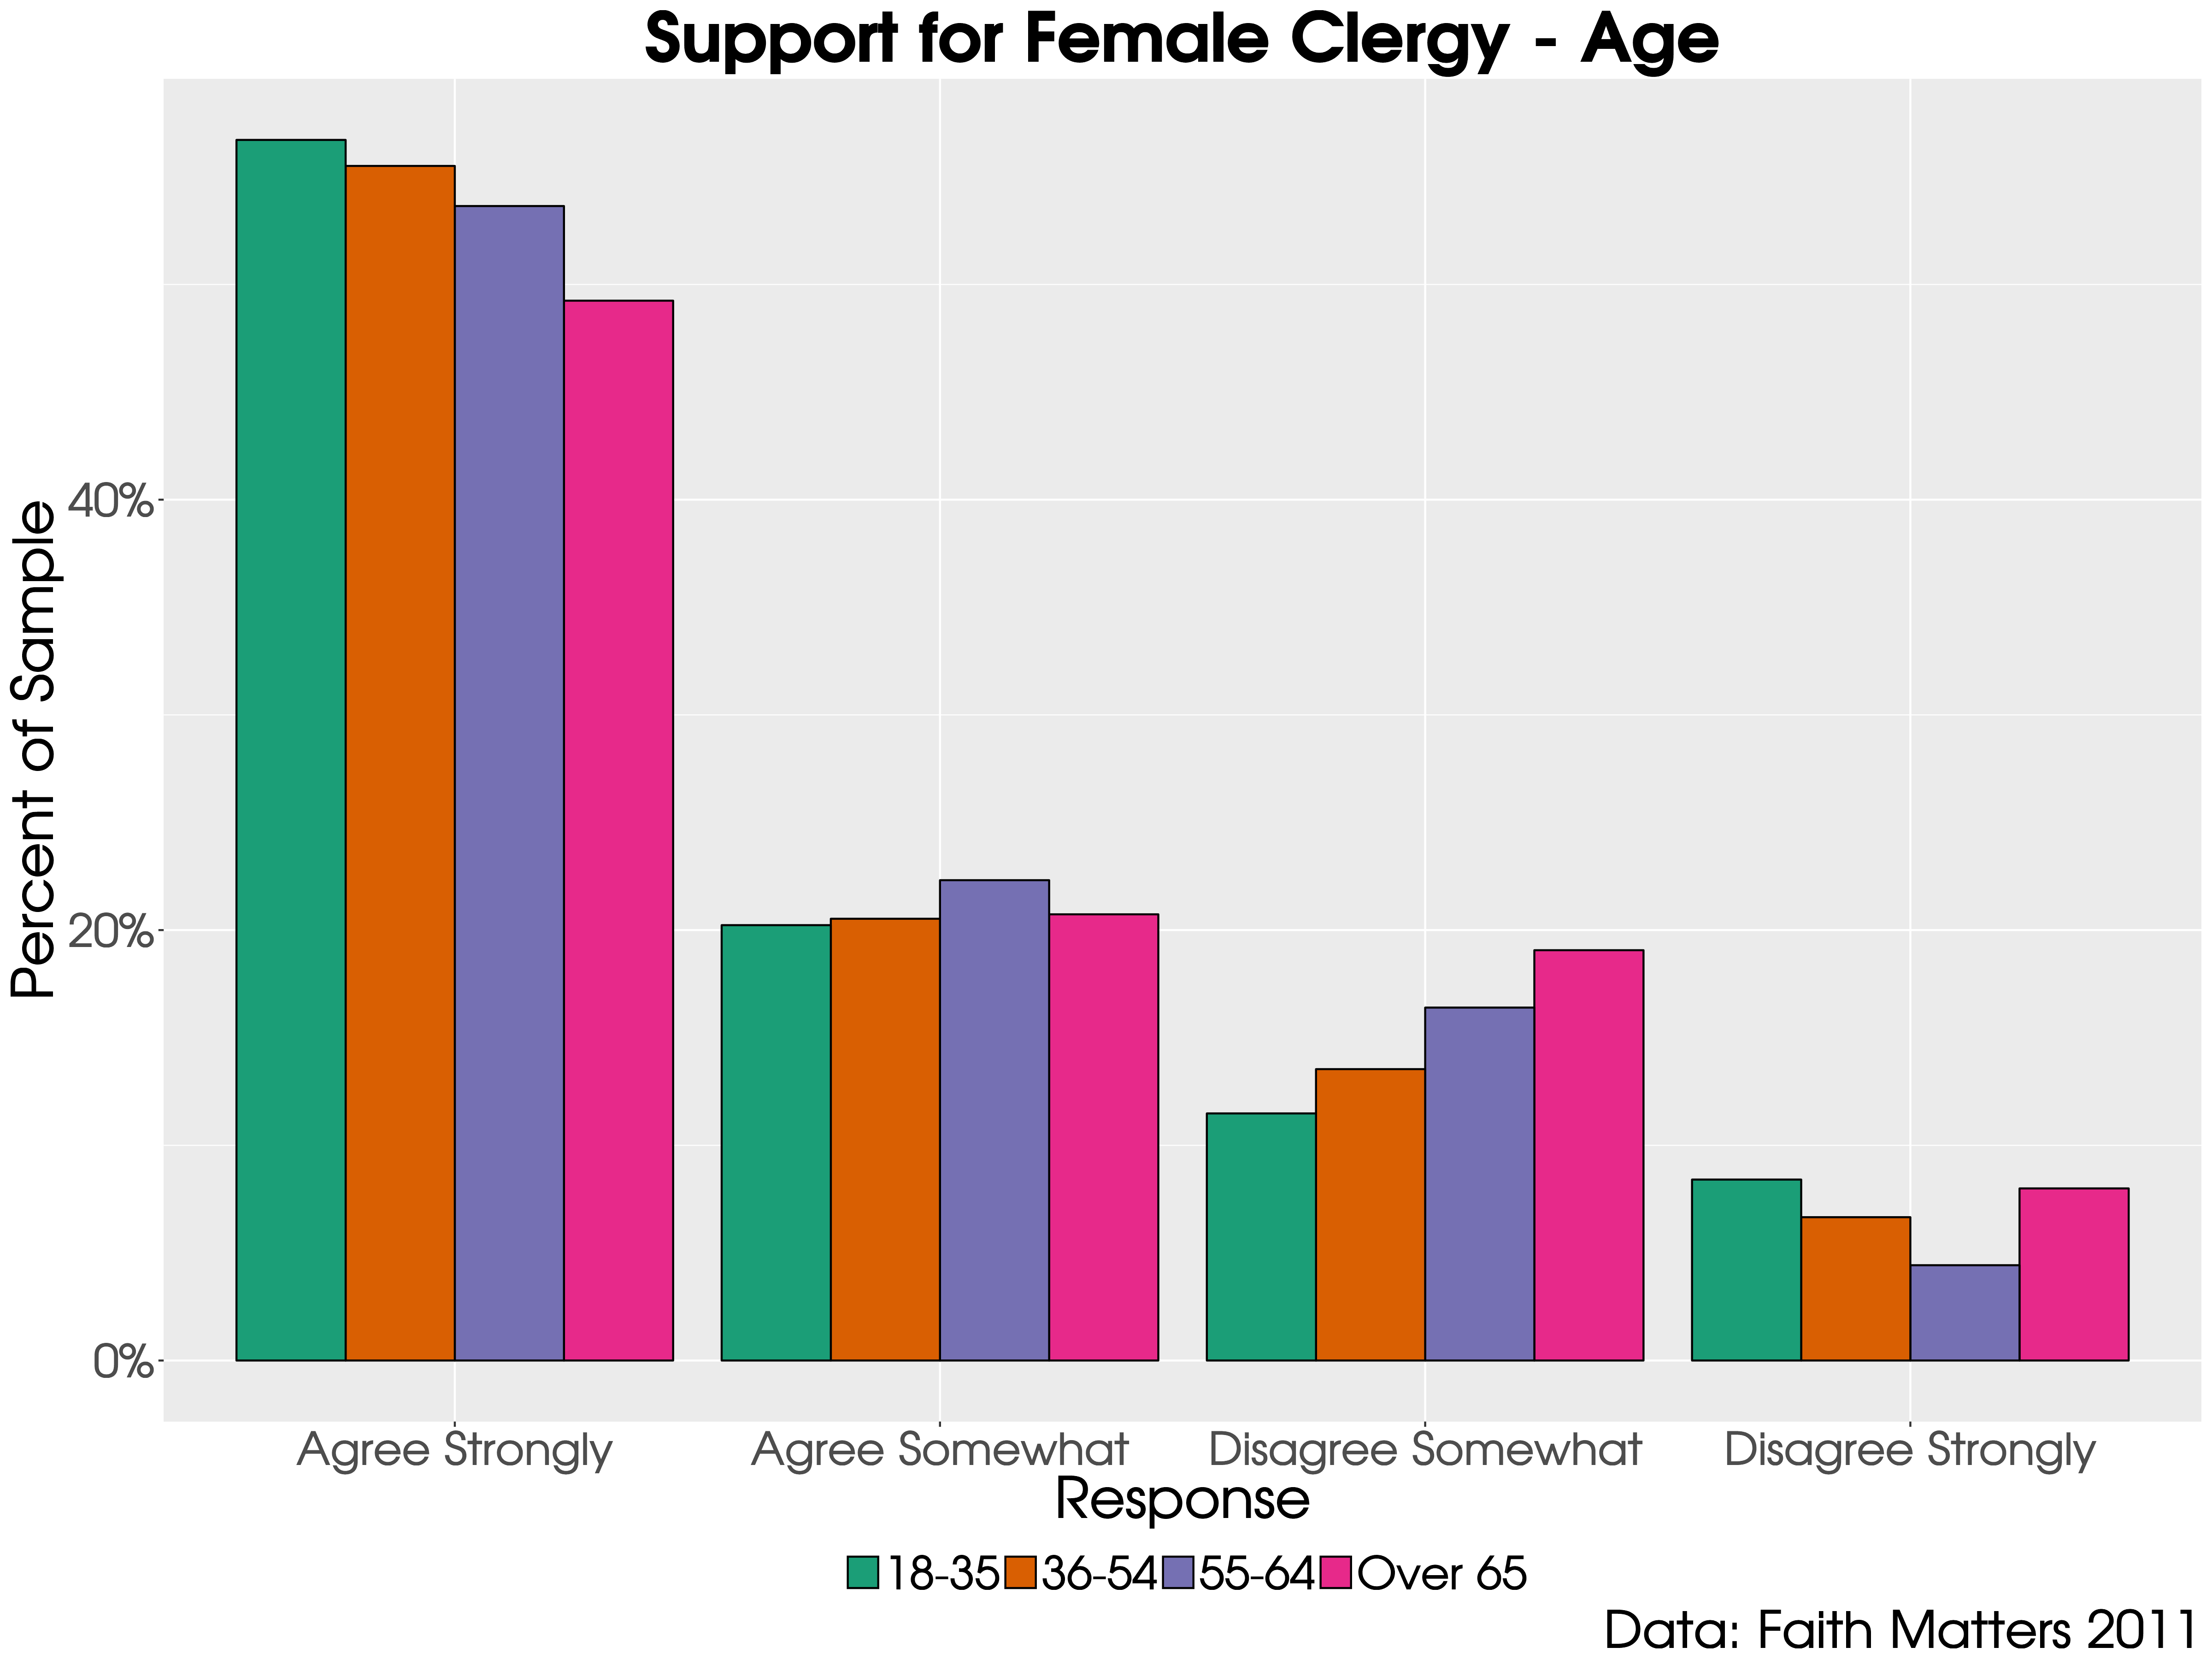 Support for Female Clergy - Age
Percent of Sample
40%
20%
0%
Agree Strongly Agree Somewhat Disagree Somewhat Disagree Strongly
Response
18-35 36-54 55-64 Over 65
Data: Faith Matters 2011